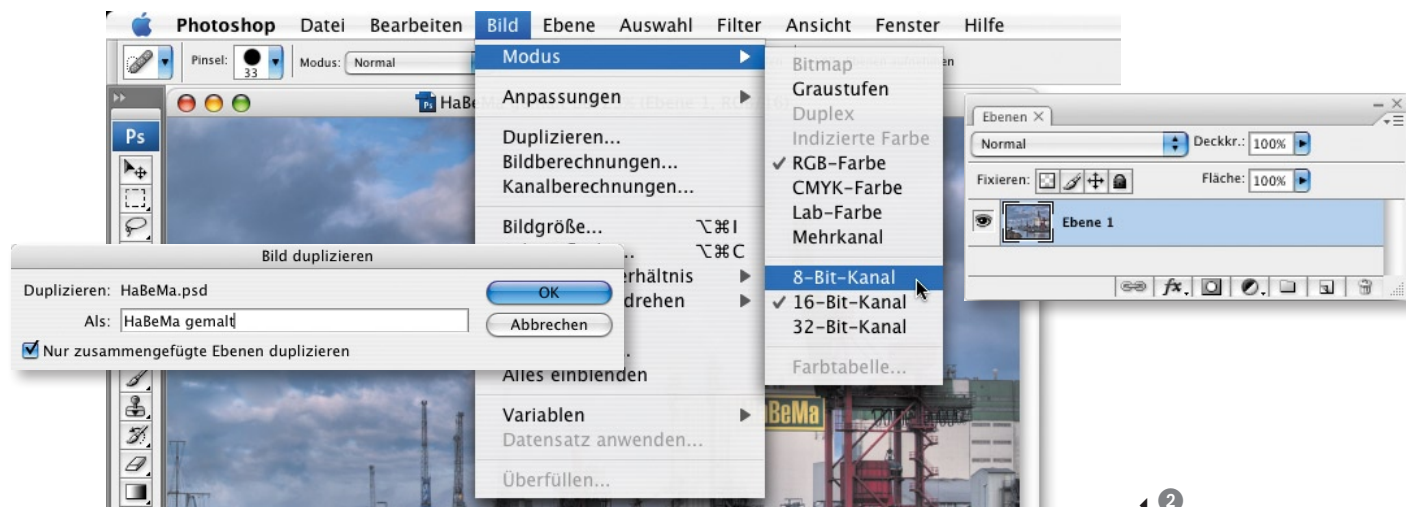 Photoshop Datei Bearbeiten Bild Ebene Auswahl Filter Ansicht Fenster Hilfe
Pinsel: 33 Modus: Normal
HaBe
Ps
Modus
Anpassungen
Duplizieren...
Bildberechnungen...
Kanalberechnungen...
Bildgröße... ⌥⌘I
.. ⌥⌘C
erhältnis
drehen
Alles einblenden
Variablen
Datensatz anwenden...
Überfüllen...
Bitmap
Graustufen
Duplex
Indizierte Farbe
✓ RGB-Farbe
CMYK-Farbe
Lab-Farbe
Mehrkanal
8-Bit-Kanal
✓ 16-Bit-Kanal
32-Bit-Kanal
Farbtabelle...
Ebenen
Normal Deckkr.: 100%
Fixieren: Fläche: 100%
Ebene 1
fx
Bild duplizieren
Duplizieren: HaBeMa.psd OK
Als: HaBeMa gemalt Abbrechen
Nur zusammengefügte Ebenen duplizieren
BeMa
2